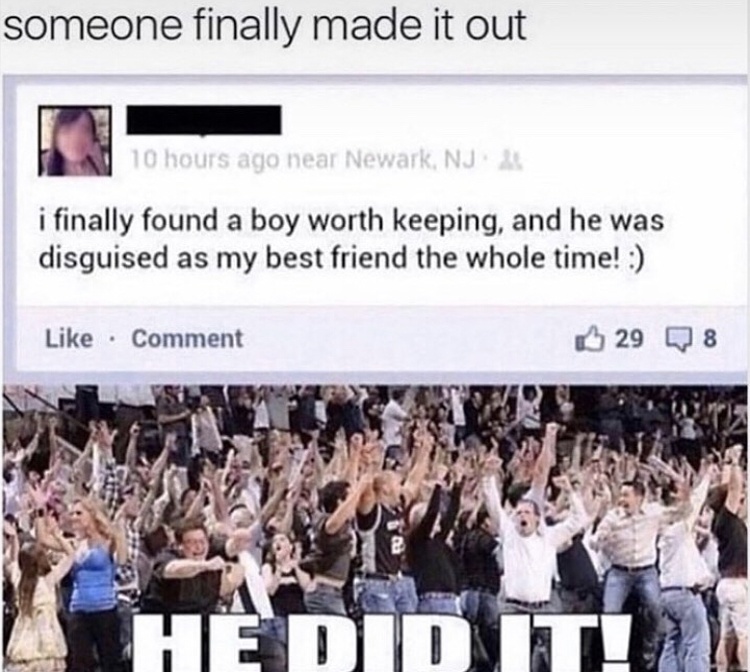 someone finally made it out
10 hours ago near Newark, NJ ·
i finally found a boy worth keeping, and he was
disguised as my best friend the whole time! :)
Like · Comment 29 8
HE DID IT!